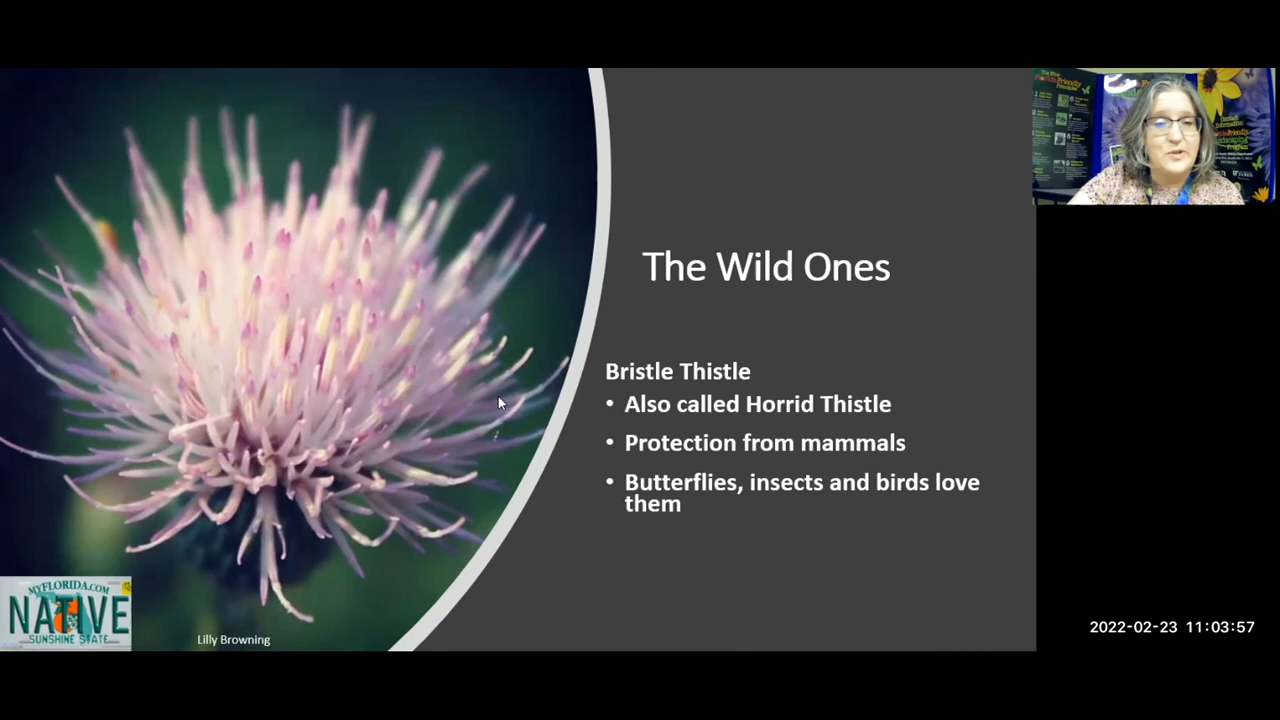 The Wild Ones
Bristle Thistle
• Also called Horrid Thistle
• Protection from mammals
• Butterflies, insects and birds love
them
MYFLORIDA.COM
NATIVE
SUNSHINE STATE
Lilly Browning
2022-02-23 11:03:57